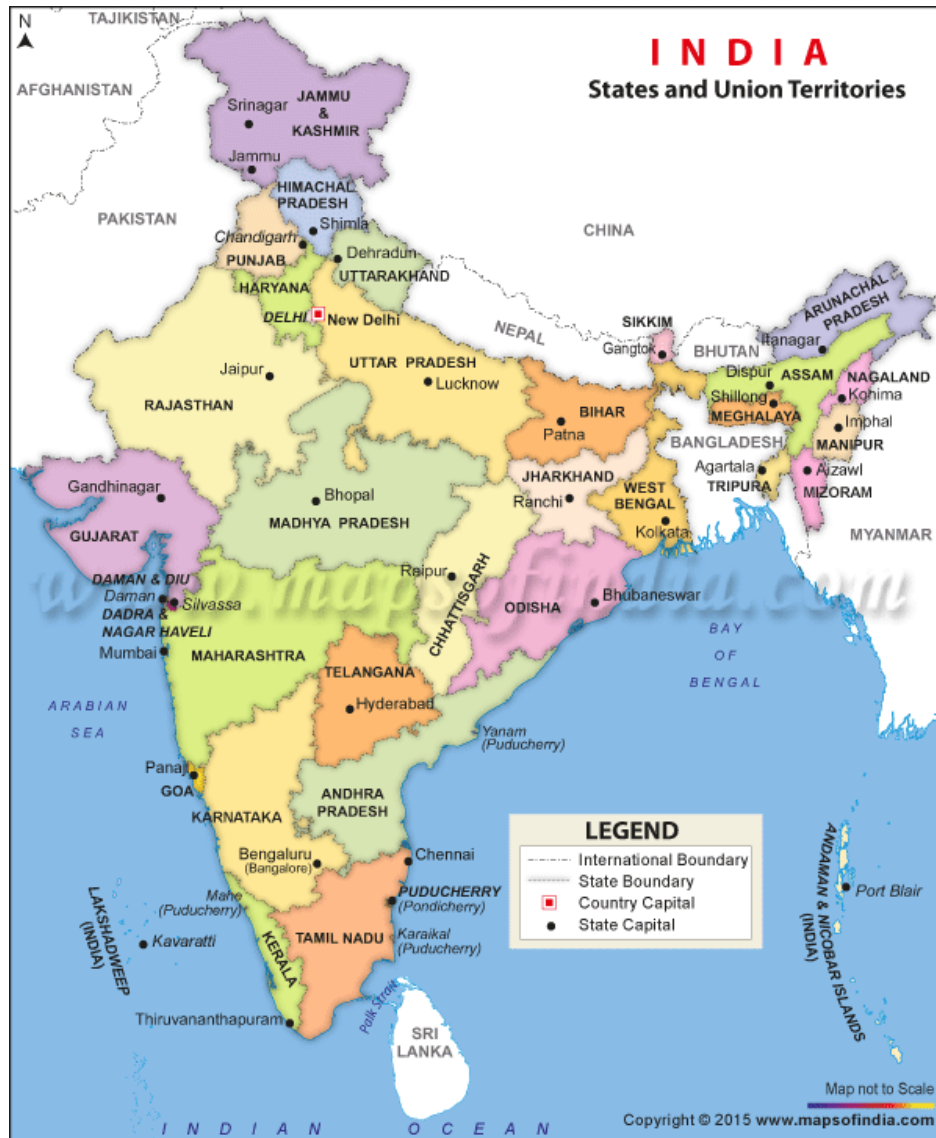 N
TAJIKISTAN
INDIA
States and Union Territories
AFGHANISTAN
Srinagar
JAMMU
&
KASHMIR
Jammu
HIMACHAL
PRADESH
PAKISTAN
Shimla
CHINA
Chandigarh
PUNJAB
Dehradun
UTTARAKHAND
HARYANA
DELHI
New Delhi
ARUNACHAL
PRADESH
NEPAL
SIKKIM
Gangtok
BHUTAN
Itanagar
UTTAR PRADESH
Lucknow
Jaipur
RAJASTHAN
Dispur
ASSAM
NAGALAND
Kohima
Shillong
MEGHALAYA
BIHAR
Patna
Imphal
MANIPUR
BANGLADESH
JHARKHAND
Ranchi
Agartala
TRIPURA
Aizawl
MIZORAM
Gandhinagar
GUJARAT
Bhopal
MADHYA PRADESH
WEST
BENGAL
Kolkata
MYANMAR
www.mapsofindia.com
DAMAN & DIU
Daman
Silvassa
DADRA &
NAGAR HAVELI
Mumbai
Raipur
CHHATTISGARH
ODISHA
Bhubaneswar
MAHARASHTRA
TELANGANA
Hyderabad
BAY
OF
BENGAL
ARABIAN
SEA
Yanam
(Puducherry)
Panaji
GOA
KARNATAKA
ANDHRA
PRADESH
Bengaluru
(Bangalore)
Chennai
LEGEND
International Boundary
State Boundary
Country Capital
State Capital
Mahe
(Puducherry)
PUDUCHERRY
(Pondicherry)
Karaikal
(Puducherry)
TAMIL NADU
KERALA
LAKSHADWEEP
(INDIA)
Kavaratti
Port Blair
ANDAMAN & NICOBAR ISLANDS
(INDIA)
Thiruvananthapuram
Palk Strait
SRI
LANKA
INDIAN OCEAN
Map not to Scale
Copyright © 2015 www.mapsofindia.com